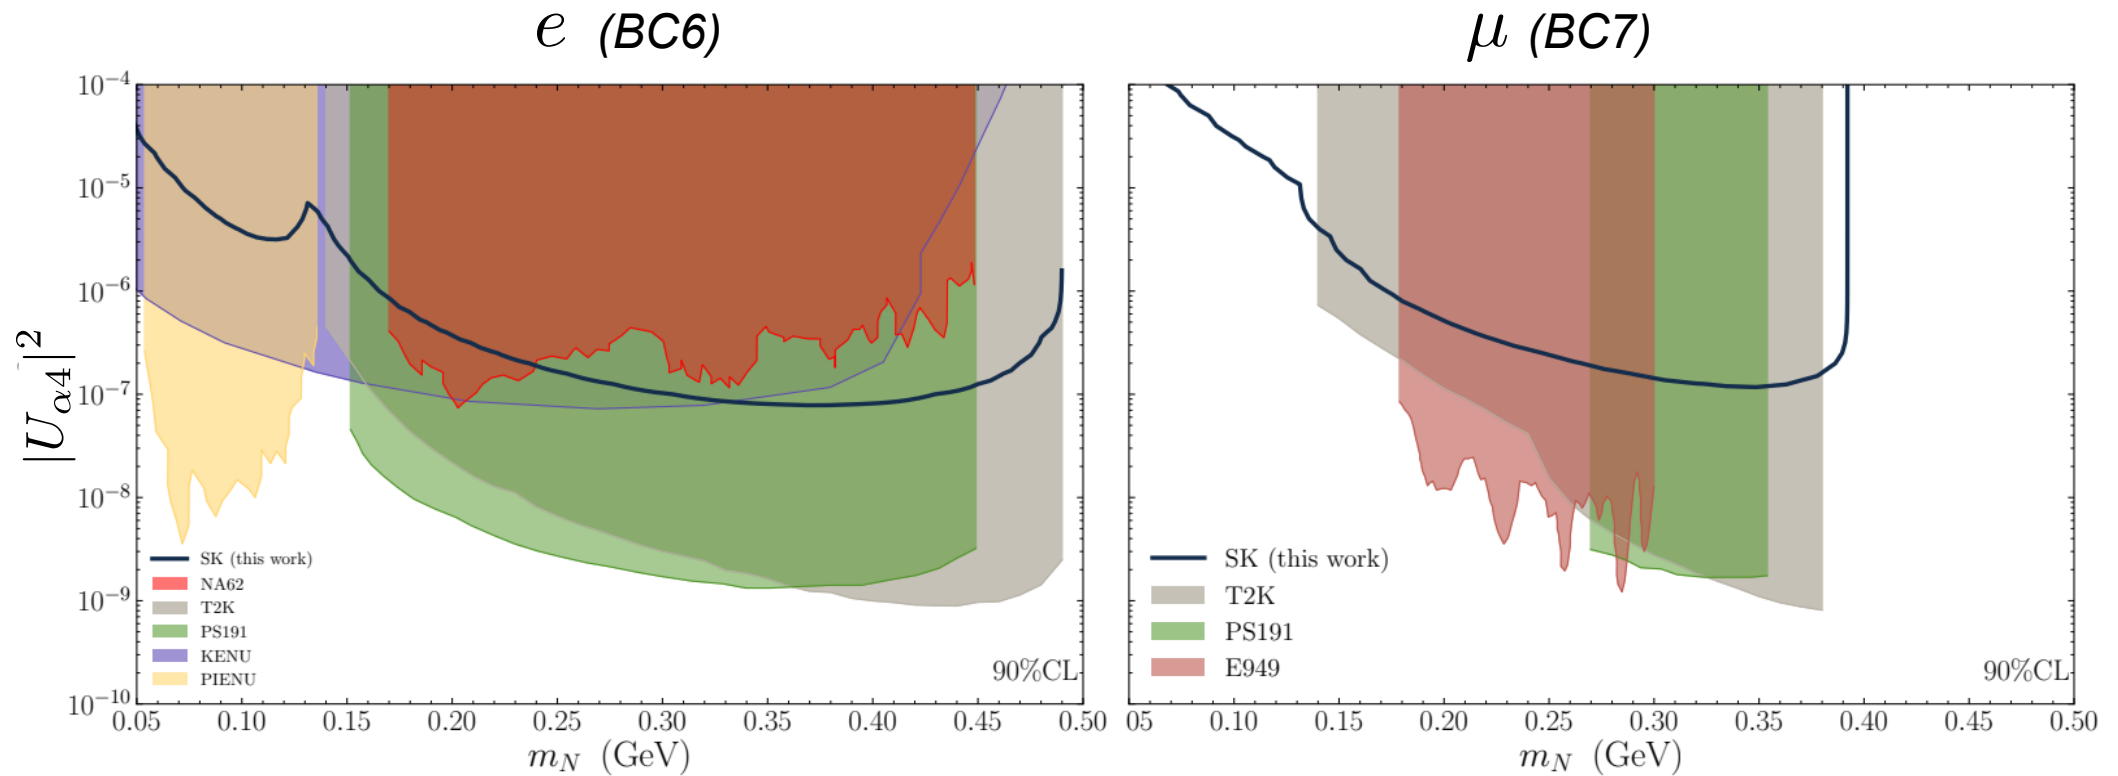 e (BC6)
μ (BC7)
|U_{α4}|^2
10^{-4}
10^{-5}
10^{-6}
10^{-7}
10^{-8}
10^{-9}
10^{-10}
SK (this work)
NA62
T2K
PS191
KENU
PIENU
90%CL
0.05 0.10 0.15 0.20 0.25 0.30 0.35 0.40 0.45 0.50
m_N (GeV)
SK (this work)
T2K
PS191
E949
90%CL
05 0.10 0.15 0.20 0.25 0.30 0.35 0.40 0.45 0.50
m_N (GeV)